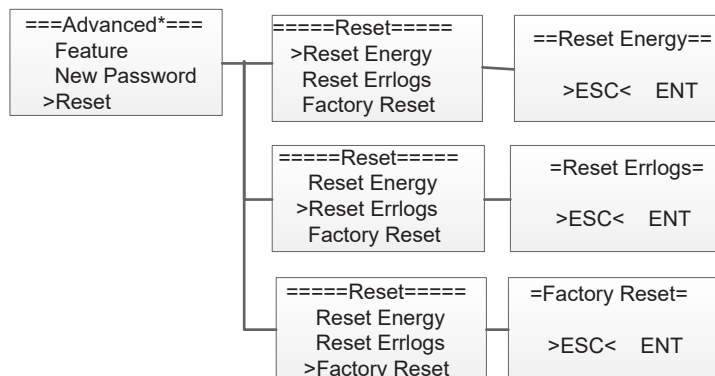 ===Advanced*===
Feature
New Password
>Reset
=====Reset=====
>Reset Energy
Reset Errlogs
Factory Reset
==Reset Energy==
>ESC< ENT
=====Reset=====
Reset Energy
>Reset Errlogs
Factory Reset
=Reset Errlogs=
>ESC< ENT
=====Reset=====
Reset Energy
Reset Errlogs
>Factory Reset
=Factory Reset=
>ESC< ENT